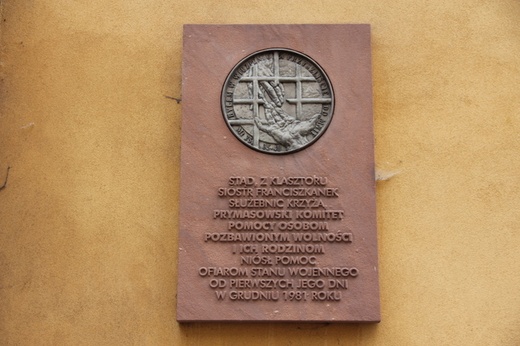 STĄD, Z KLASZTORU
SIÓSTR FRANCISZKANEK
SŁUŻEBNIC KRZYŻA,
PRYMASOWSKI KOMITET
POMOCY OSOBOM
POZBAWIONYM WOLNOŚCI
I ICH RODZINOM
NIÓSŁ POMOC
OFIAROM STANU WOJENNEGO
OD PIERWSZYCH JEGO DNI
W GRUDNIU 1981 ROKU